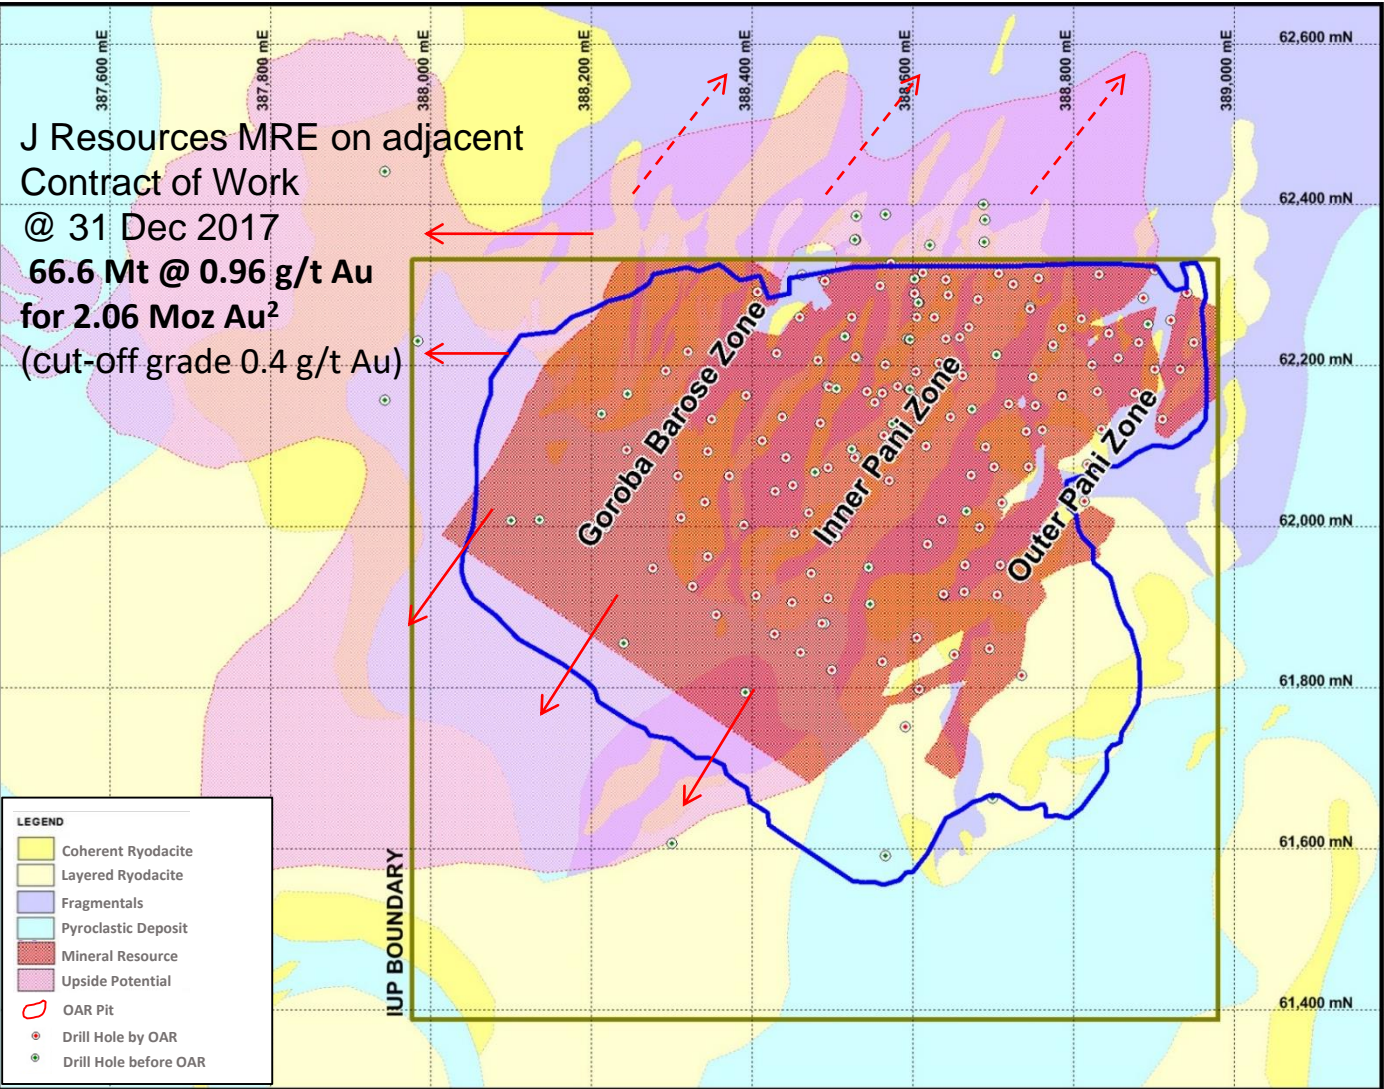 387,600 mE
387,800 mE
388,000 mE
388,200 mE
388,400 mE
388,600 mE
388,800 mE
389,000 mE
62,600 mN
62,400 mN
62,200 mN
62,000 mN
61,800 mN
61,600 mN
61,400 mN
J Resources MRE on adjacent
Contract of Work
@ 31 Dec 2017
66.6 Mt @ 0.96 g/t Au
for 2.06 Moz Au²
(cut-off grade 0.4 g/t Au)
Goroba Barose Zone
Inner Pani Zone
Outer Pani Zone
IUP BOUNDARY
LEGEND
Coherent Ryodacite
Layered Ryodacite
Fragmentals
Pyroclastic Deposit
Mineral Resource
Upside Potential
OAR Pit
Drill Hole by OAR
Drill Hole before OAR